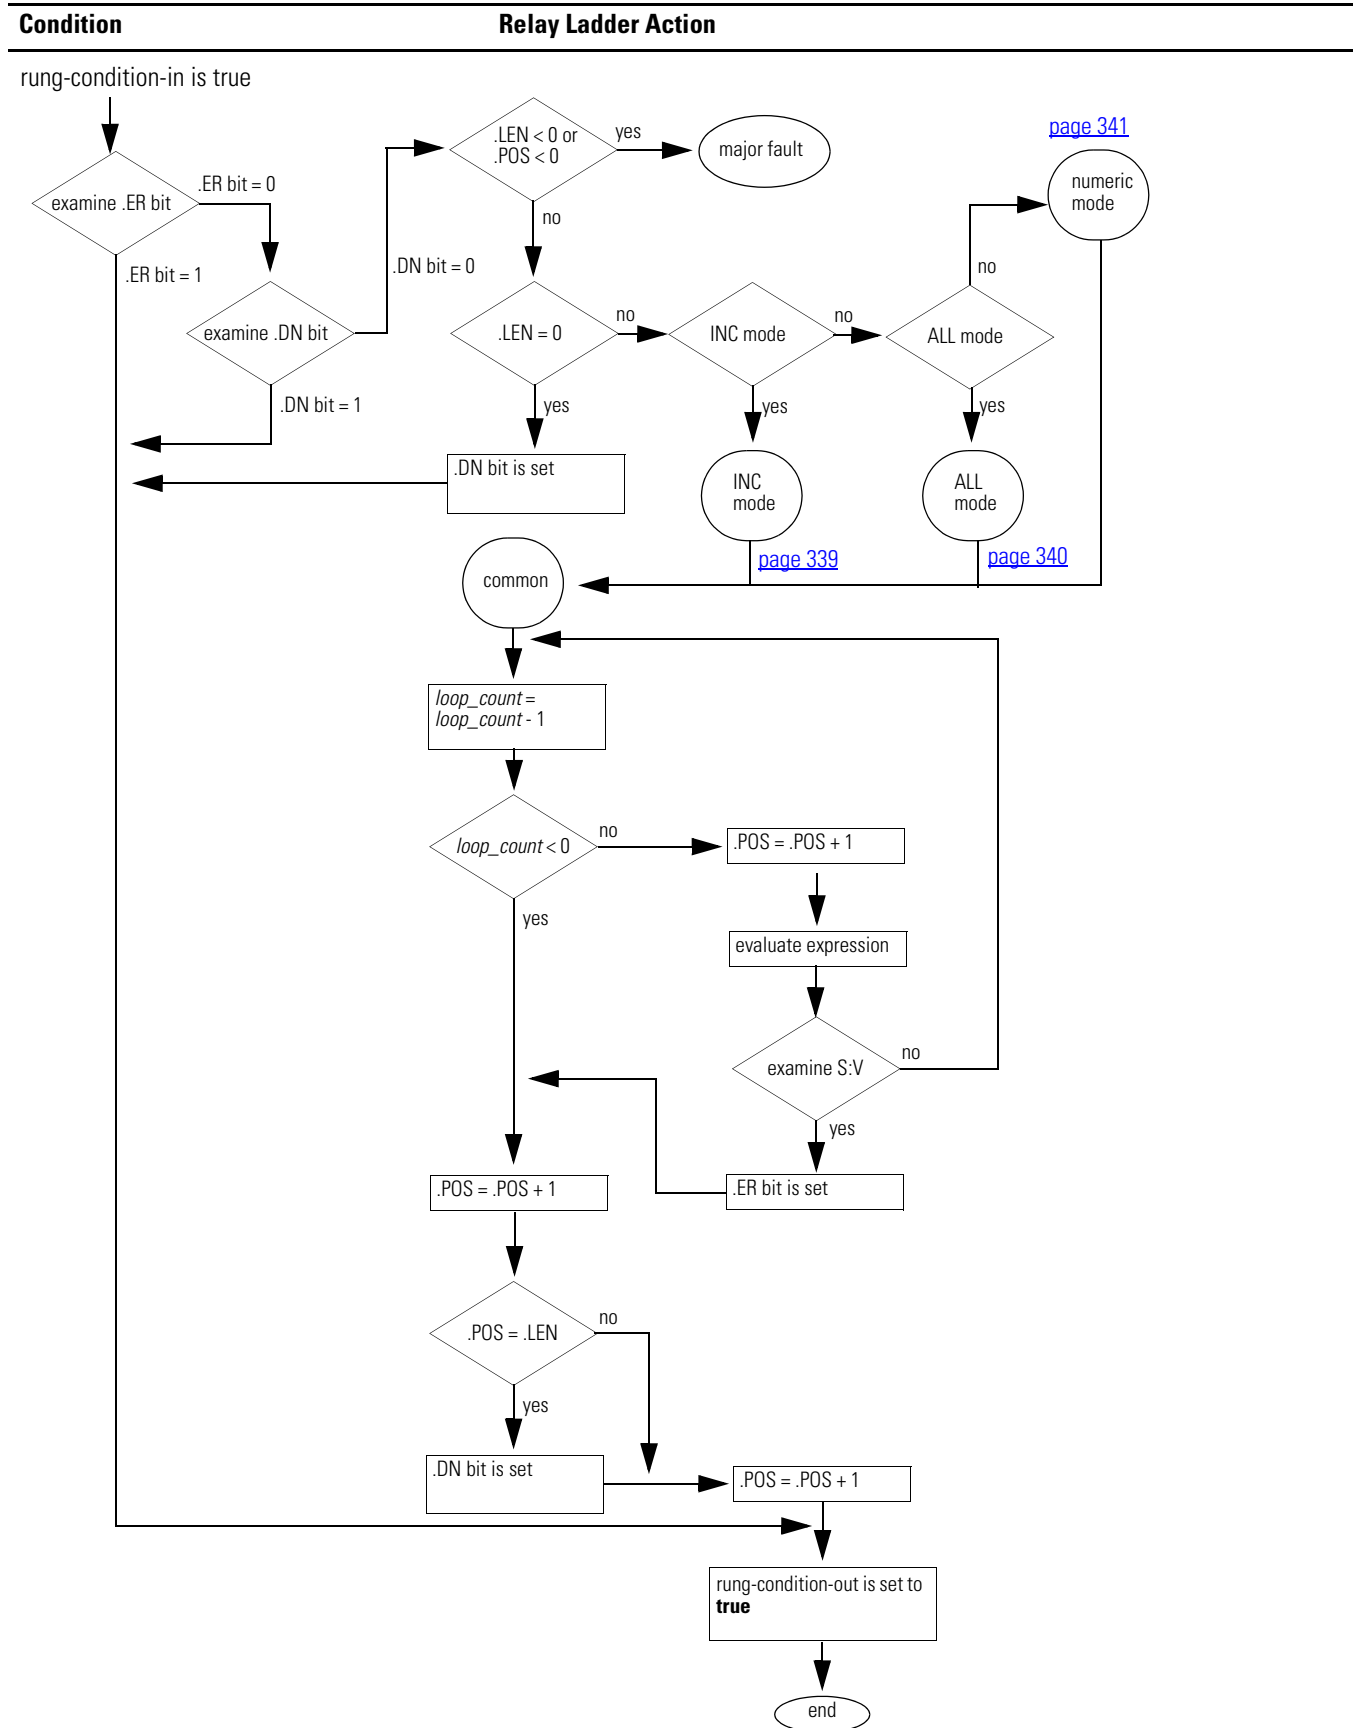 Condition
Relay Ladder Action
rung-condition-in is true
page 341
.LEN < 0 or
.POS < 0
yes
major fault
numeric
mode
examine .ER bit
.ER bit = 0
no
.ER bit = 1
.DN bit = 0
no
examine .DN bit
.LEN = 0
no
INC mode
no
ALL mode
.DN bit = 1
yes
yes
yes
.DN bit is set
INC
mode
ALL
mode
page 339
page 340
common
loop_count =
loop_count - 1
loop_count < 0
no
.POS = .POS + 1
yes
evaluate expression
examine S:V
no
yes
.POS = .POS + 1
.ER bit is set
.POS = .LEN
no
yes
.DN bit is set
.POS = .POS + 1
rung-condition-out is set to
true
end